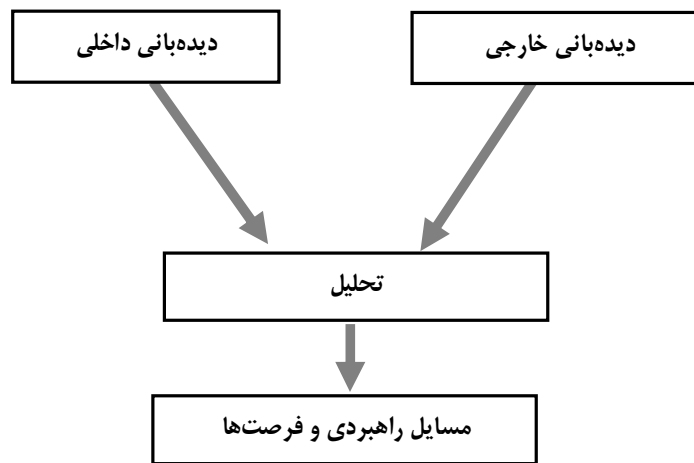 دیده‌بانی خارجی
دیده‌بانی داخلی
تحلیل
مسایل راهبردی و فرصت‌ها